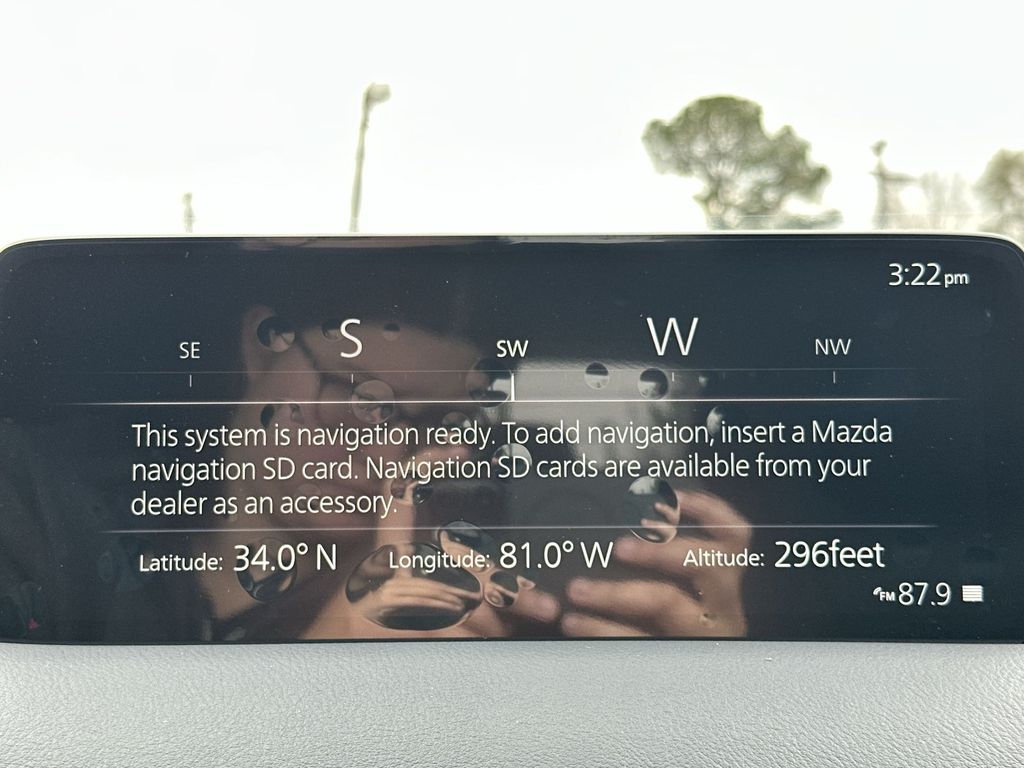 3:22pm
SE S SW W NW
This system is navigation ready. To add navigation, insert a Mazda
navigation SD card. Navigation SD cards are available from your
dealer as an accessory.
Latitude: 34.0° N Longitude: 81.0° W Altitude: 296feet
FM 87.9